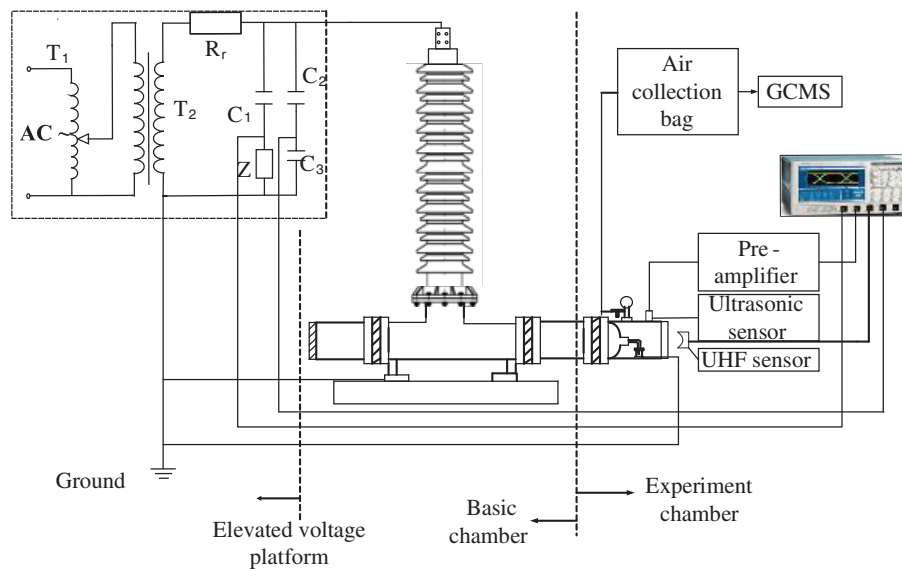 T1
AC ~
T2
Rr
C1
C2
Z
C3
Air
collection
bag
GCMS
Pre -
amplifier
Ultrasonic
sensor
UHF sensor
Ground
Elevated voltage
platform
Basic
chamber
Experiment
chamber